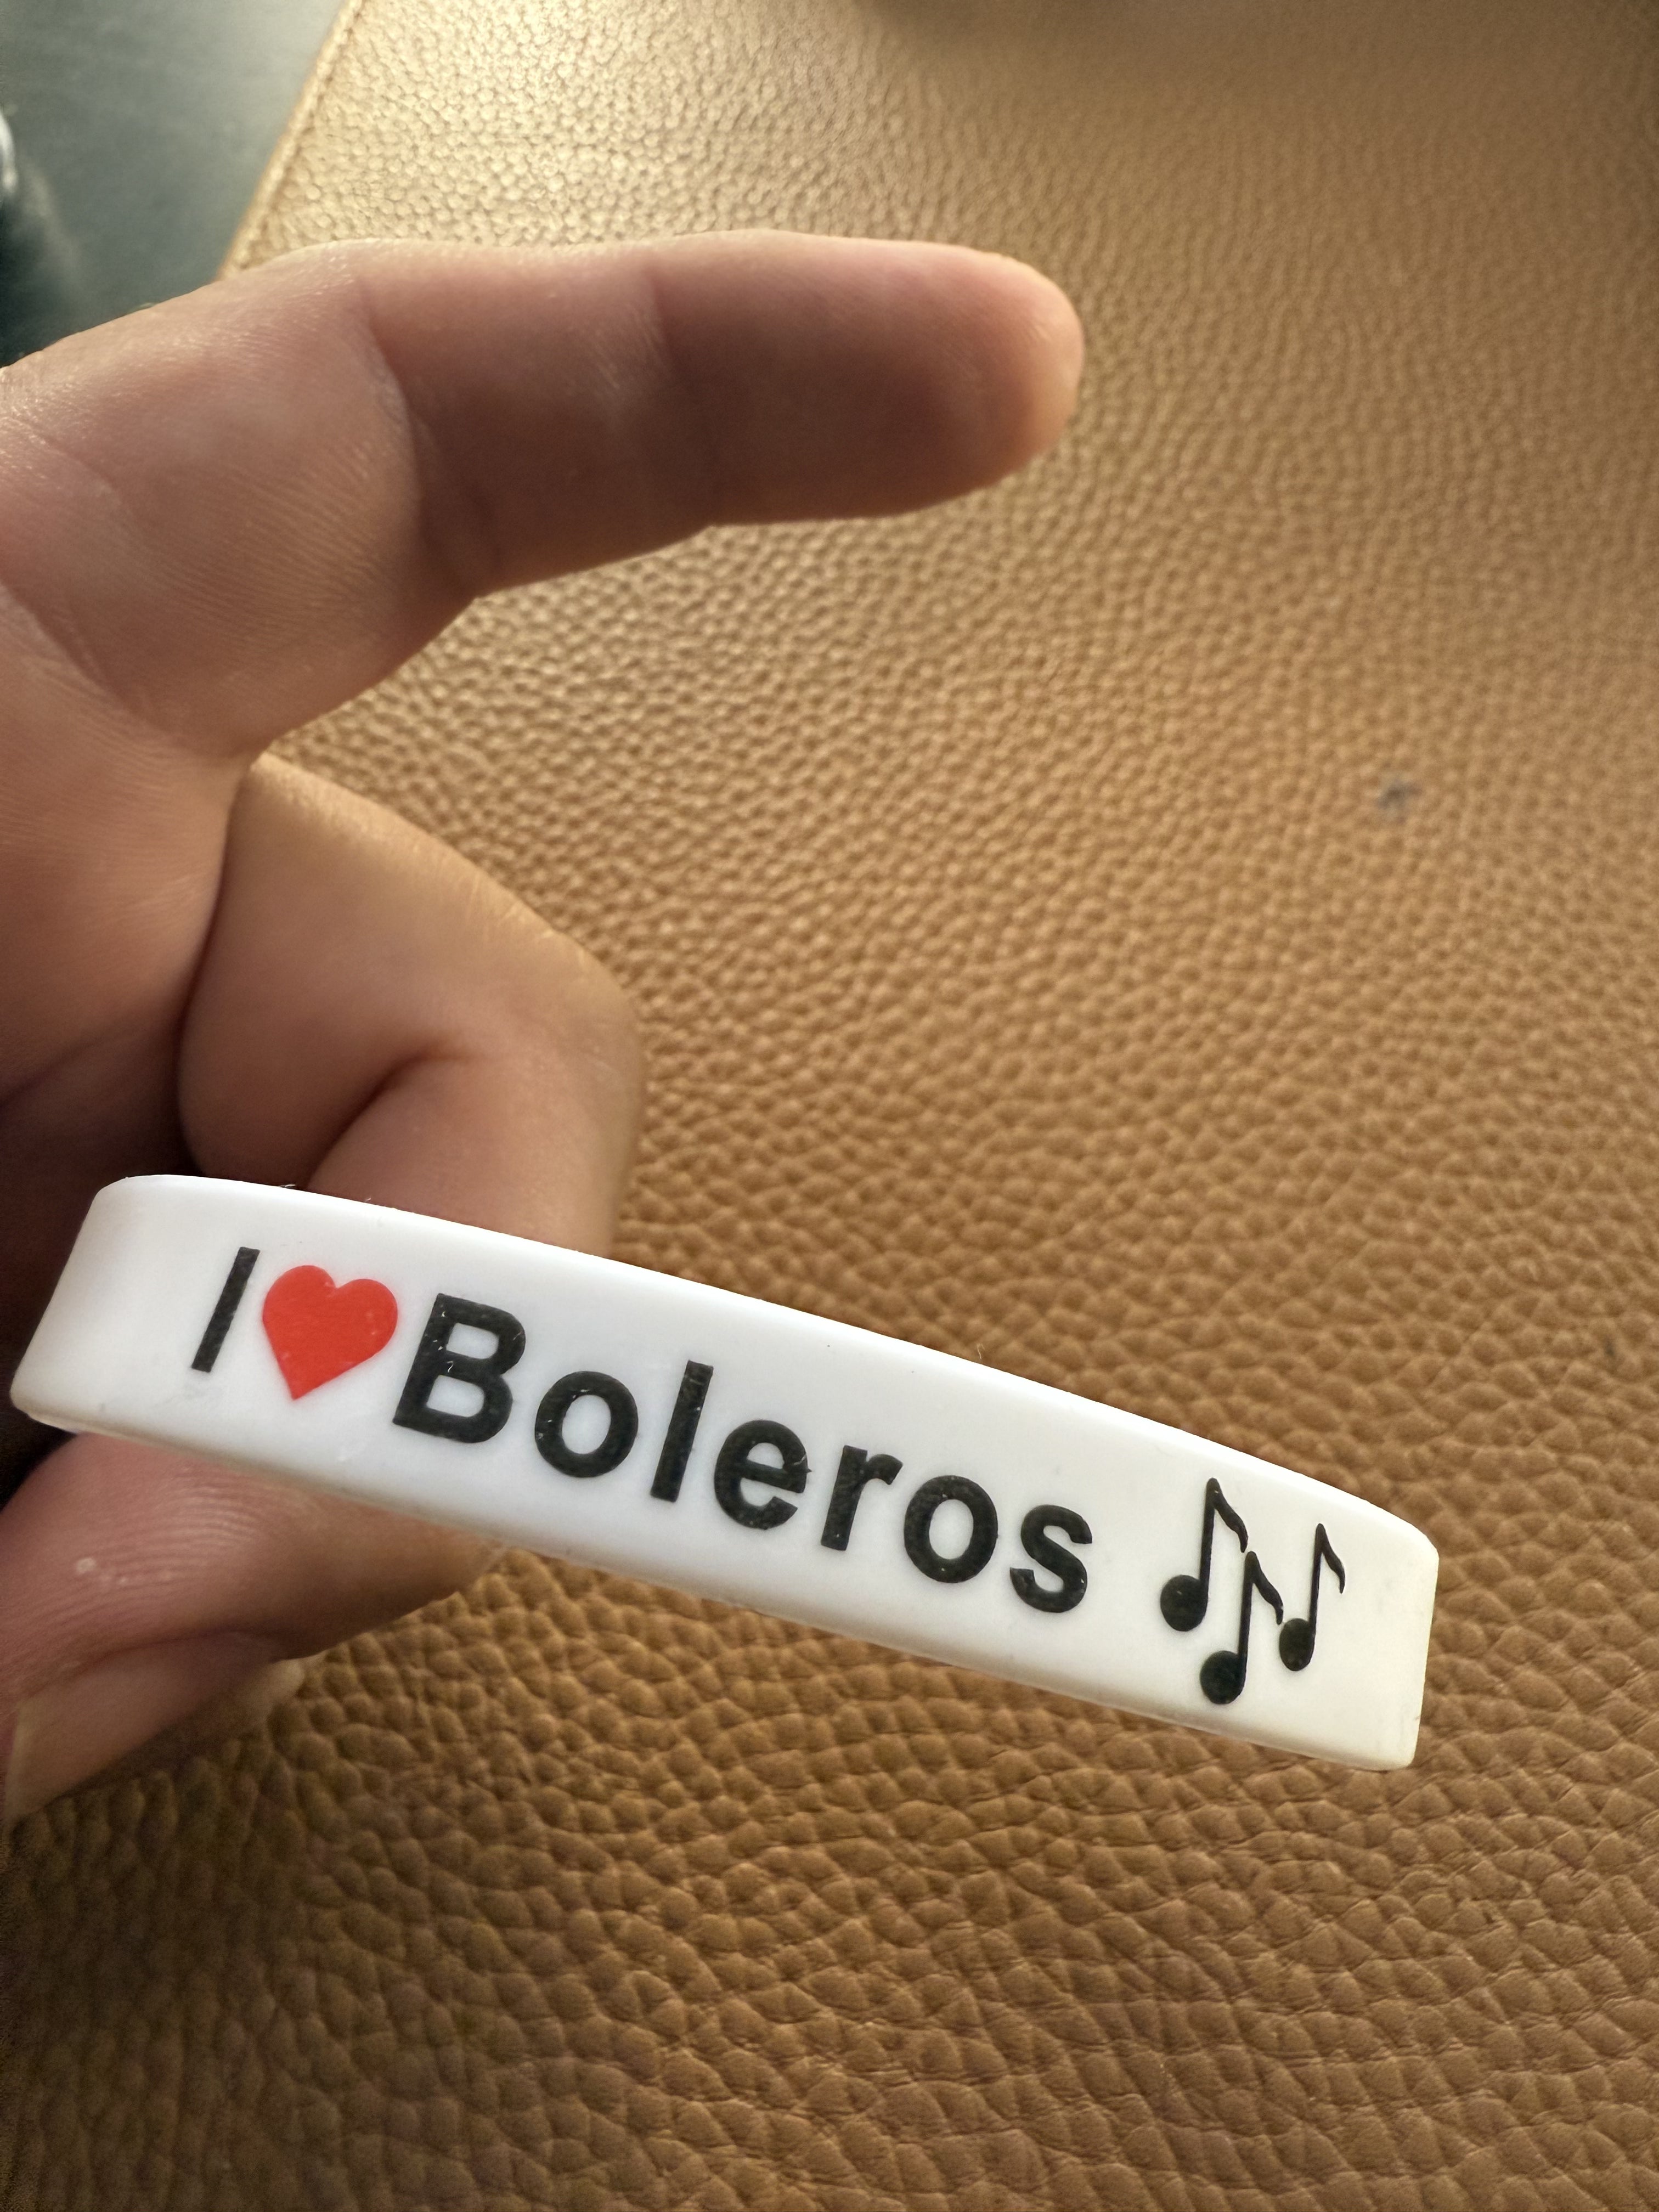 I ❤ Boleros